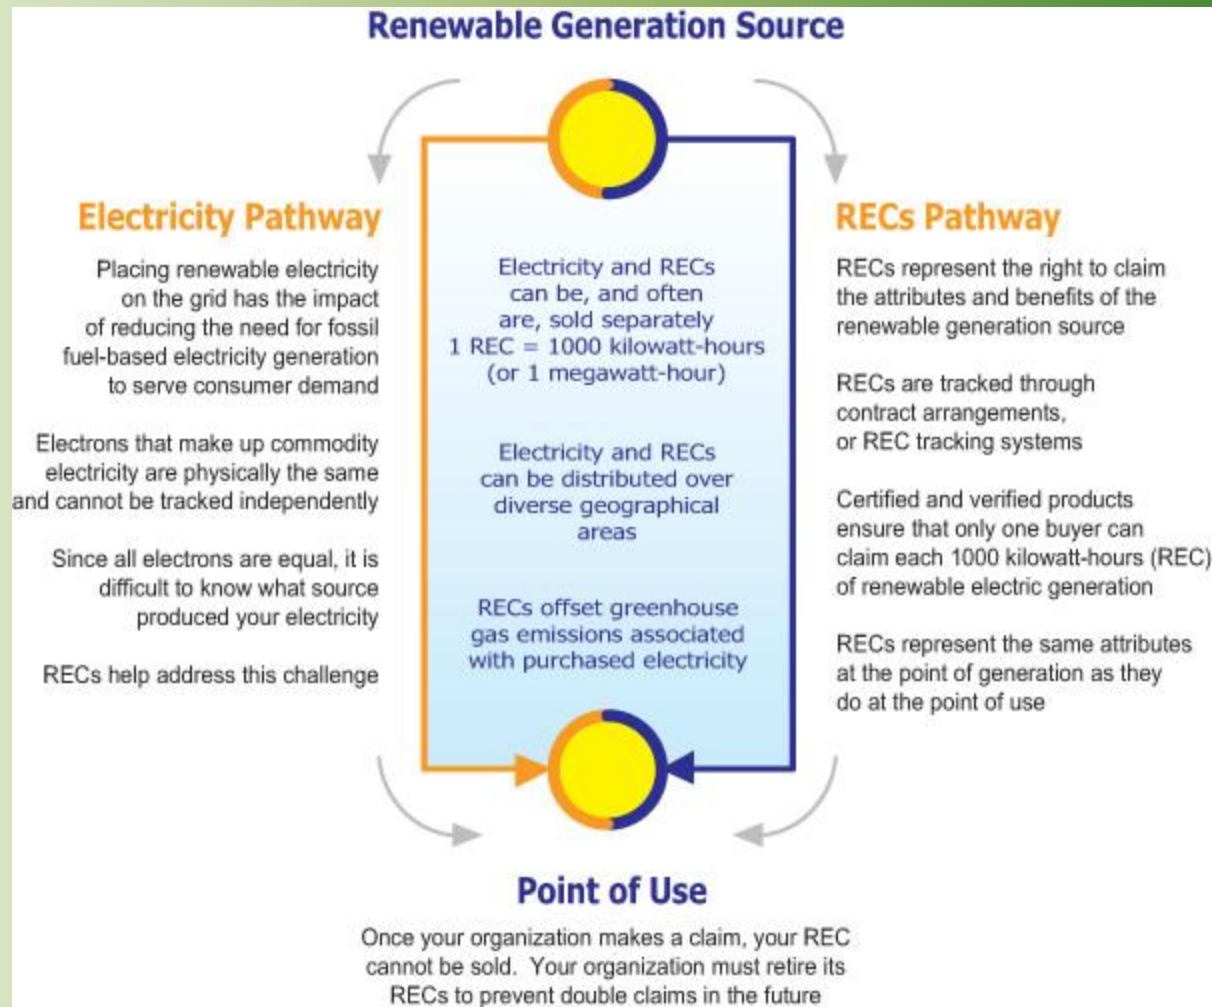 Renewable Generation Source
Electricity Pathway
Placing renewable electricity
on the grid has the impact
of reducing the need for fossil
fuel-based electricity generation
to serve consumer demand
Electrons that make up commodity
electricity are physically the same
and cannot be tracked independently
Since all electrons are equal, it is
difficult to know what source
produced your electricity
RECs help address this challenge
Electricity and RECs
can be, and often
are, sold separately
1 REC = 1000 kilowatt-hours
(or 1 megawatt-hour)
Electricity and RECs
can be distributed over
diverse geographical
areas
RECs offset greenhouse
gas emissions associated
with purchased electricity
RECs Pathway
RECs represent the right to claim
the attributes and benefits of the
renewable generation source
RECs are tracked through
contract arrangements,
or REC tracking systems
Certified and verified products
ensure that only one buyer can
claim each 1000 kilowatt-hours (REC)
of renewable electric generation
RECs represent the same attributes
at the point of generation as they
do at the point of use
Point of Use
Once your organization makes a claim, your REC
cannot be sold. Your organization must retire its
RECs to prevent double claims in the future